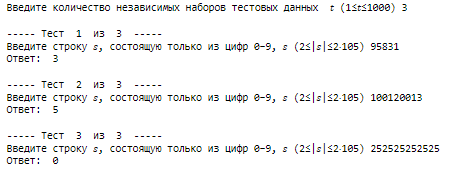 Введите количество независимых наборов тестовых данных t (1≤t≤1000) 3
----- Тест 1 из 3 -----
Введите строку s, состоящую только из цифр 0-9, s (2≤|s|≤2·105) 95831
Ответ: 3
----- Тест 2 из 3 -----
Введите строку s, состоящую только из цифр 0-9, s (2≤|s|≤2·105) 100120013
Ответ: 5
----- Тест 3 из 3 -----
Введите строку s, состоящую только из цифр 0-9, s (2≤|s|≤2·105) 252525252525
Ответ: 0